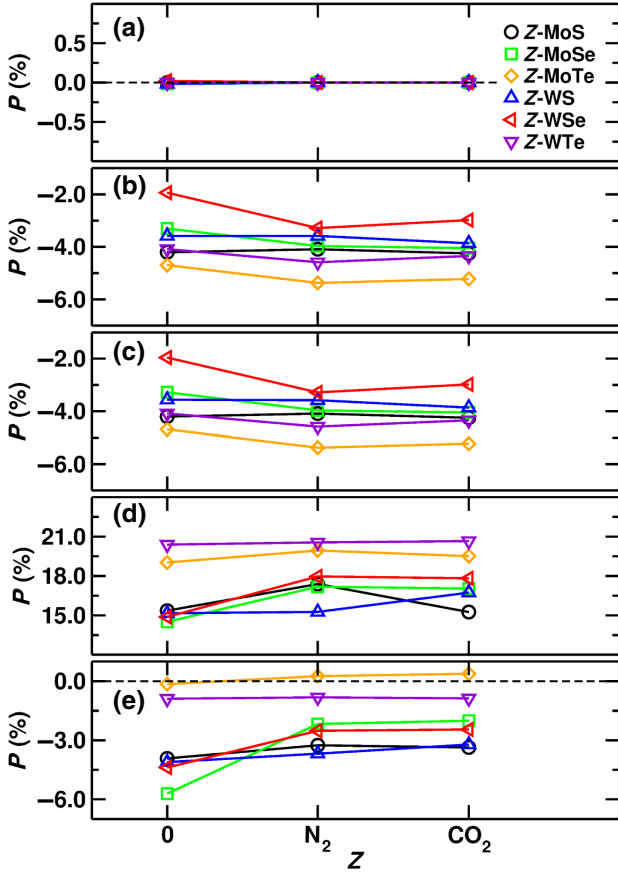 (a)
P (%)
0.5
0.0
−0.5
Z-MoS
Z-MoSe
Z-MoTe
Z-WS
Z-WSe
Z-WTe
(b)
P (%)
−2.0
−4.0
−6.0
(c)
P (%)
−2.0
−4.0
−6.0
(d)
P (%)
21.0
18.0
15.0
(e)
P (%)
0.0
−3.0
−6.0
0 N₂ CO₂
Z